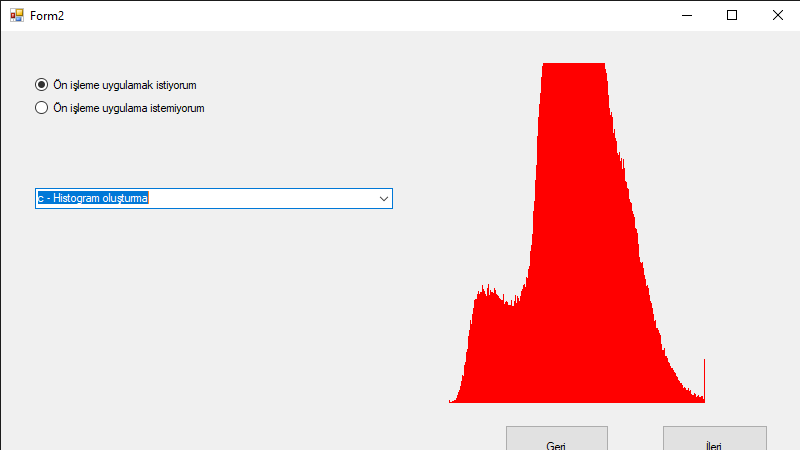 Form2
Ön işleme uygulamak istiyorum
Ön işleme uygulama istemiyorum
c - Histogram oluşturma
Geri
İleri